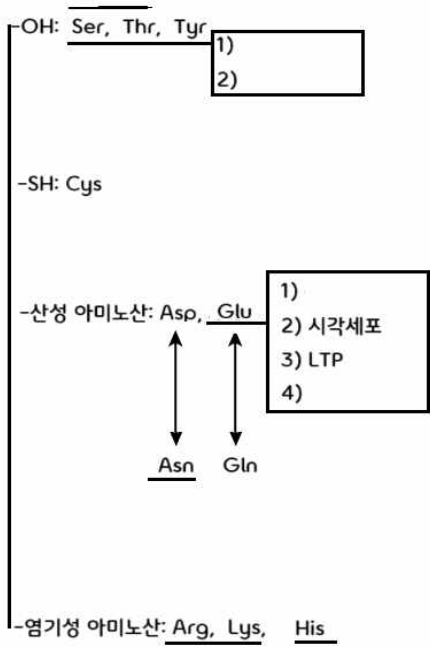 -OH: Ser, Thr, Tyr
1)
2)
-SH: Cys
-산성 아미노산: Asp, Glu
1)
2) 시각세포
3) LTP
4)
Asn Gln
-염기성 아미노산: Arg, Lys, His